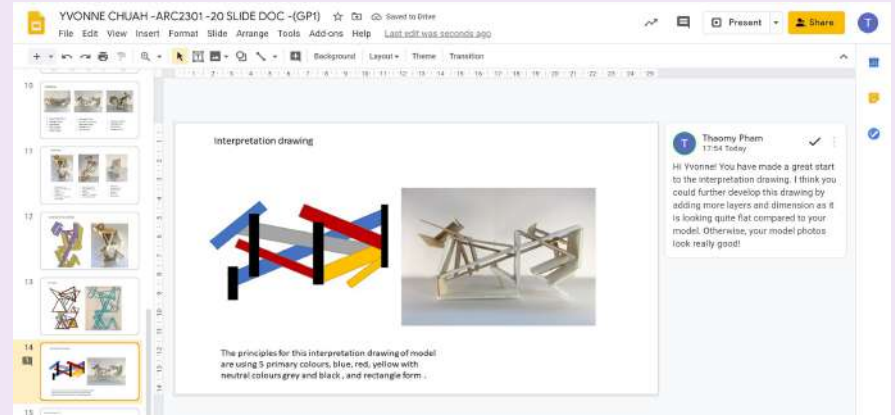 YVONNE CHUAH -ARC2301 -20 SLIDE DOC -(GP1)
Saved to Drive
File Edit View Insert Format Slide Arrange Tools Add-ons Help Last edit was seconds ago
Present
Share
T
Background Layout Theme Transition
10
11
12
13
14
15
Interpretation drawing
The principles for this interpretation drawing of model
are using 5 primary colours, blue, red, yellow with
neutral colours grey and black , and rectangle form .
T
Thaomy Pham
17:54 Today
Hi Yvonne! You have made a great start
to the interpretation drawing. I think you
could further develop this drawing by
adding more layers and dimension as it
is looking quite flat compared to your
model. Otherwise, your model photos
look really good!